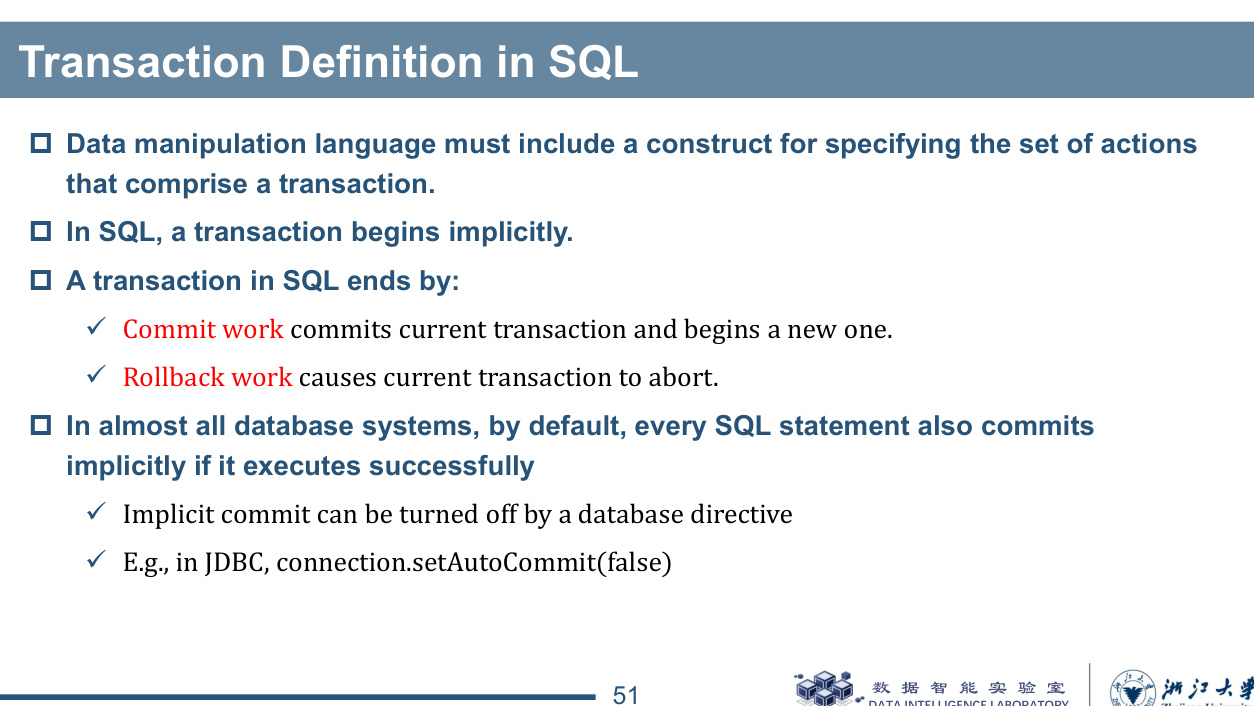 Transaction Definition in SQL
Data manipulation language must include a construct for specifying the set of actions
that comprise a transaction.
In SQL, a transaction begins implicitly.
A transaction in SQL ends by:
Commit work commits current transaction and begins a new one.
Rollback work causes current transaction to abort.
In almost all database systems, by default, every SQL statement also commits
implicitly if it executes successfully
Implicit commit can be turned off by a database directive
E.g., in JDBC, connection.setAutoCommit(false)
51
数据智能实验室
DATA INTELLIGENCE LABORATORY
浙江大学